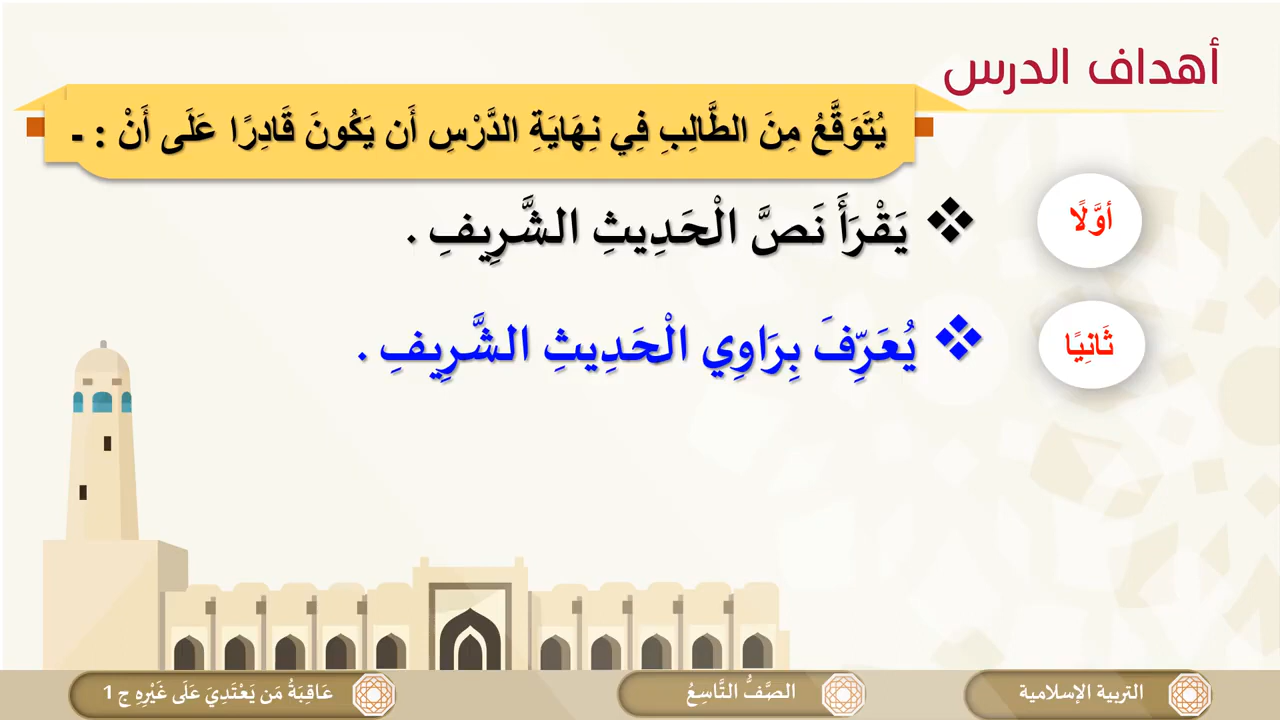 أهداف الدرس
يُتَوَقَّعُ مِنَ الطَّالِبِ فِي نِهَايَةِ الدَّرْسِ أَن يَكُونَ قَادِرًا عَلَى أَنْ : -
أوَّلًا
❖ يَقْرَأَ نَصَّ الْحَدِيثِ الشَّرِيفِ .
ثَانِيًا
❖ يُعَرِّفَ بِرَاوِي الْحَدِيثِ الشَّرِيفِ .
التربية الإسلامية
الصَّفُّ التَّاسِعُ
عَاقِبَةُ مَن يَعْتَدِيَ عَلَى غَيْرِهِ ج 1